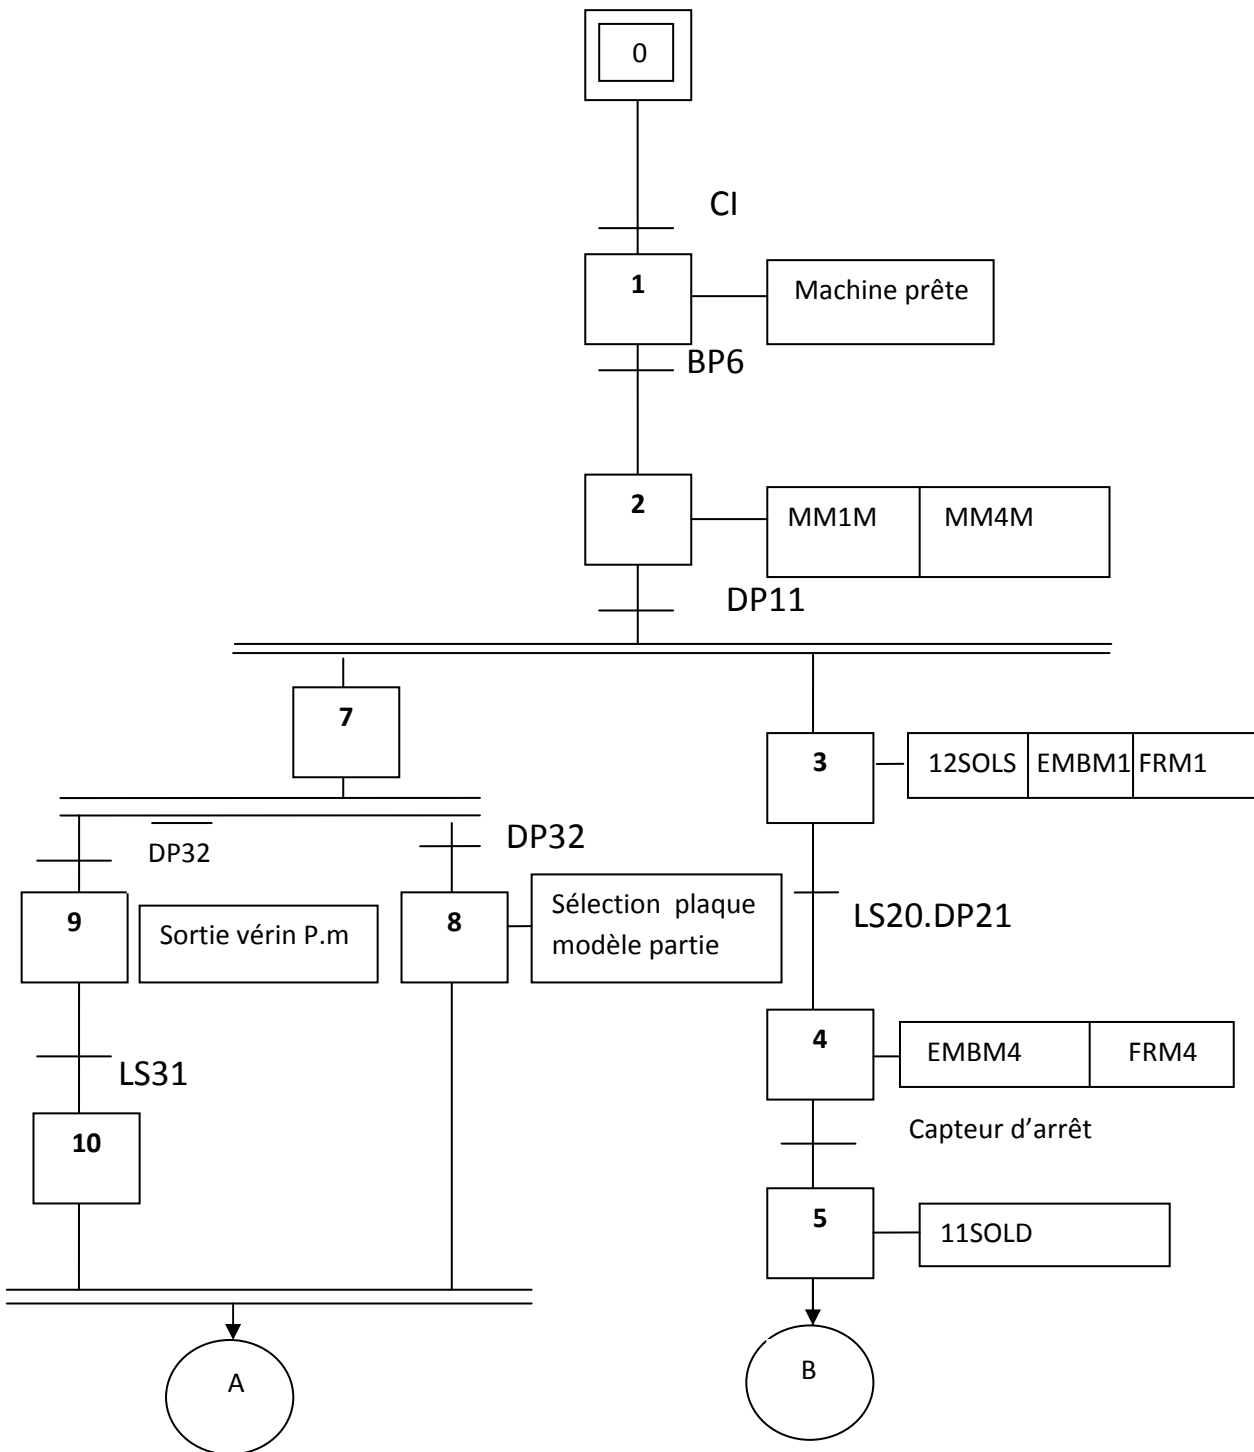 0
CI
1
Machine prête
BP6
2
MM1M
MM4M
DP11
7
3
12SOLS
EMBM1
FRM1
DP32
DP32
9
Sortie vérin P.m
8
Sélection plaque
modèle partie
LS20.DP21
4
EMBM4
FRM4
LS31
10
Capteur d’arrêt
5
11SOLD
A
B